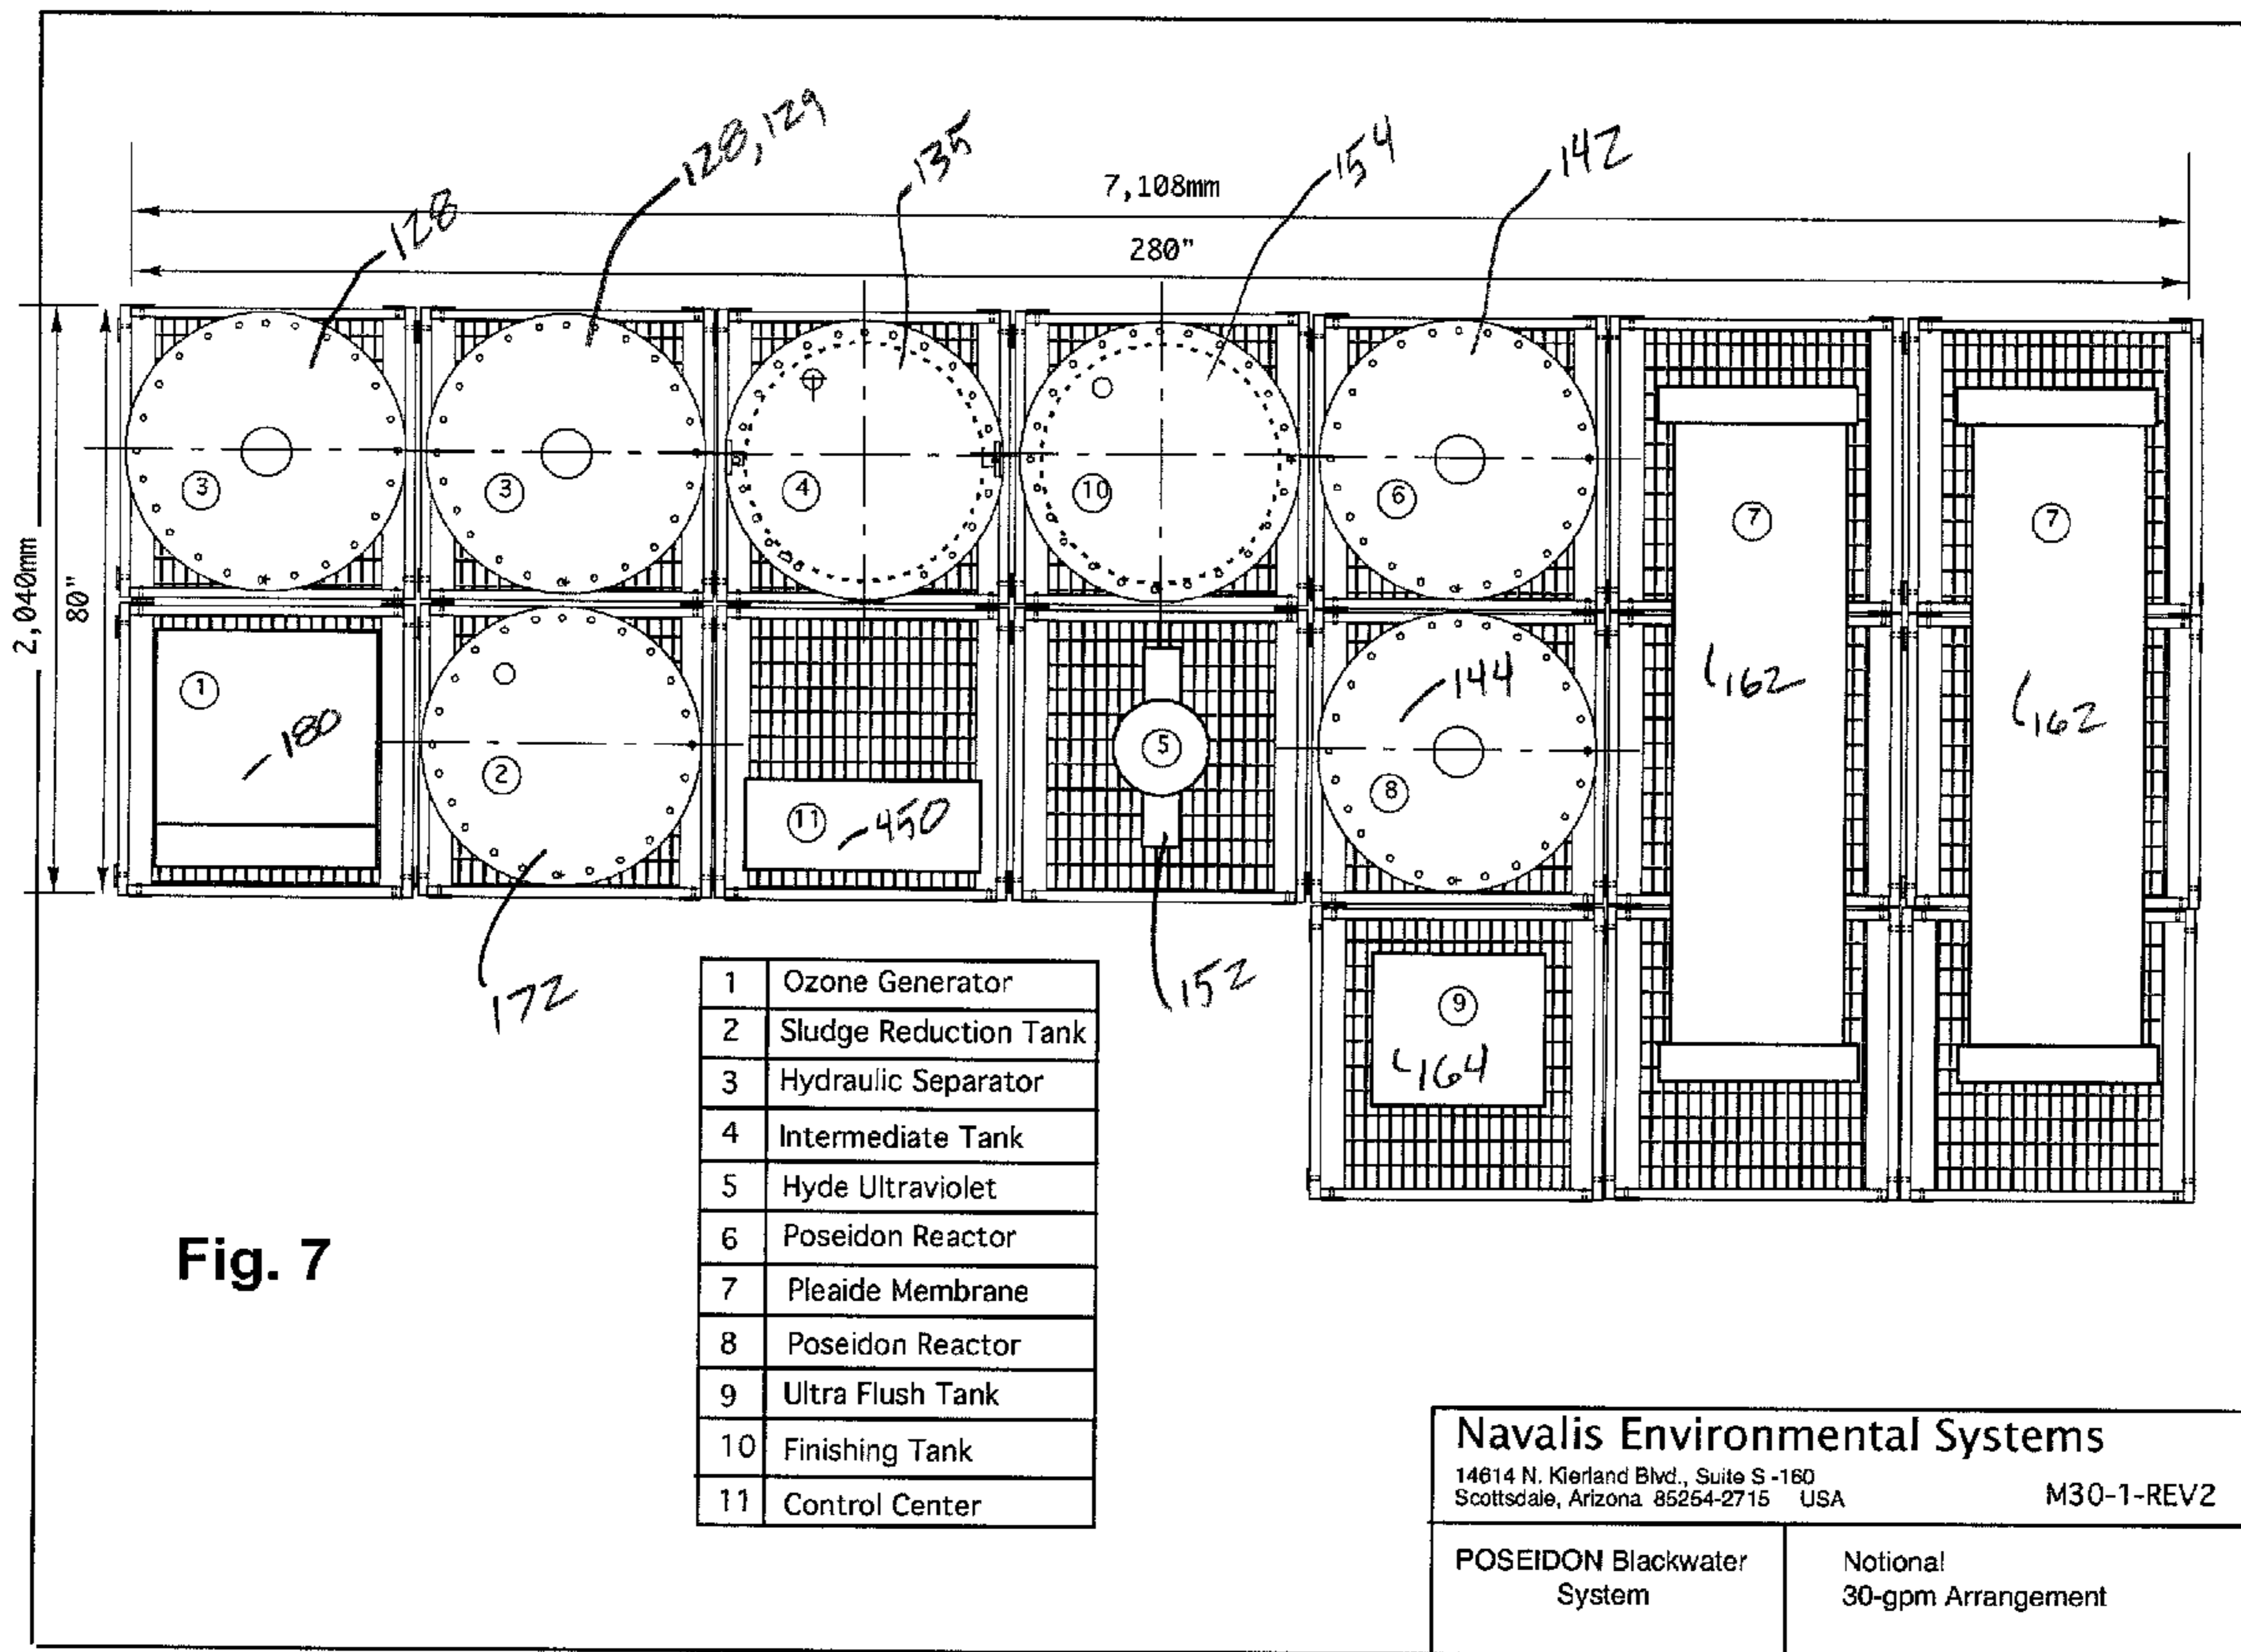 128
128,129
135
154
142
7,108mm
280"
2,040mm
80"
3
3
4
10
6
7
7
1
180
2
11
450
5
8
144
162
162
172
152
9
164
1 Ozone Generator
2 Sludge Reduction Tank
3 Hydraulic Separator
4 Intermediate Tank
5 Hyde Ultraviolet
6 Poseidon Reactor
7 Pleaide Membrane
8 Poseidon Reactor
9 Ultra Flush Tank
10 Finishing Tank
11 Control Center
Fig. 7
Navalis Environmental Systems
14614 N. Kierland Blvd., Suite S -160
Scottsdale, Arizona 85254-2715 USA
M30-1-REV2
POSEIDON Blackwater
System
Notional
30-gpm Arrangement